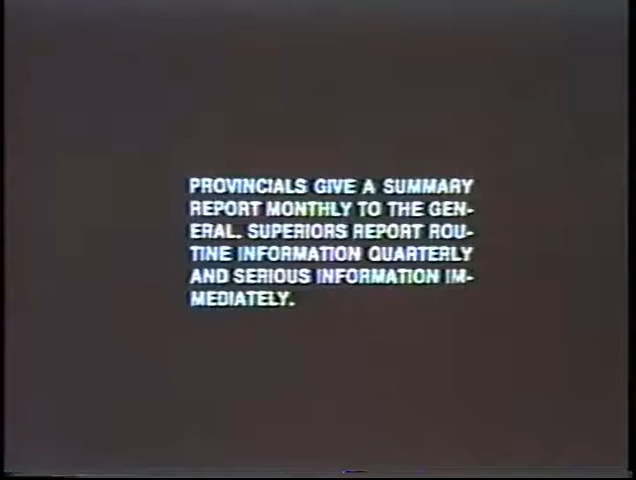 PROVINCIALS GIVE A SUMMARY
REPORT MONTHLY TO THE GEN-
ERAL. SUPERIORS REPORT ROU-
TINE INFORMATION QUARTERLY
AND SERIOUS INFORMATION IM-
MEDIATELY.